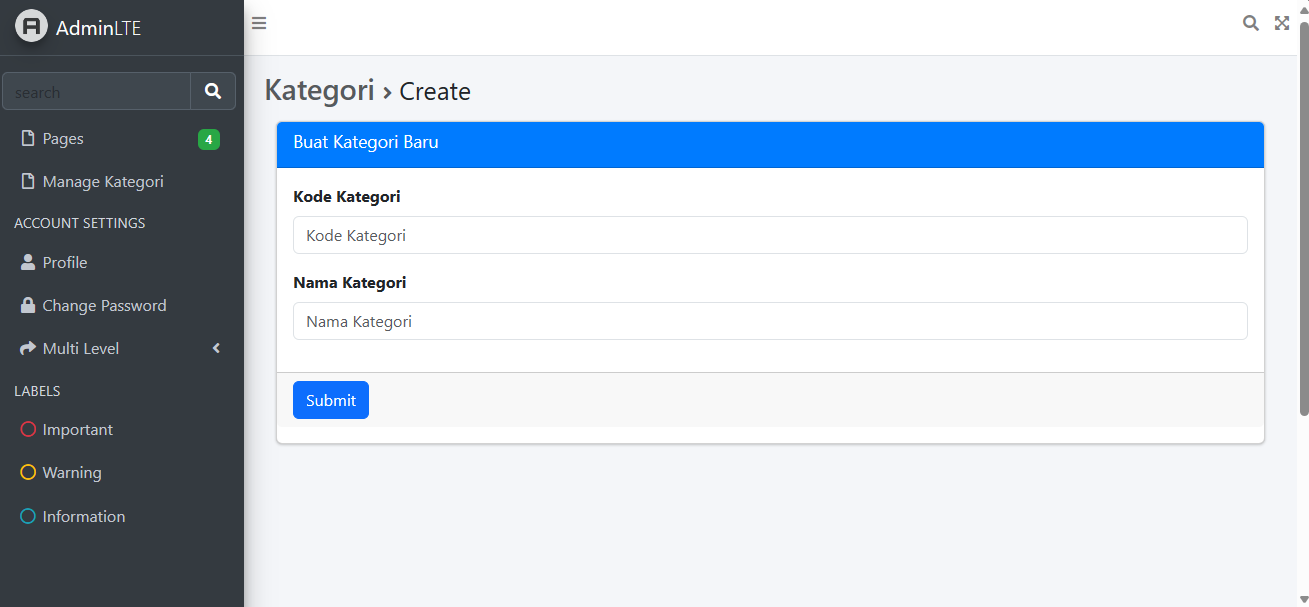 AdminLTE
search
Pages 4
Manage Kategori
ACCOUNT SETTINGS
Profile
Change Password
Multi Level
LABELS
Important
Warning
Information
Kategori › Create
Buat Kategori Baru
Kode Kategori
Kode Kategori
Nama Kategori
Nama Kategori
Submit